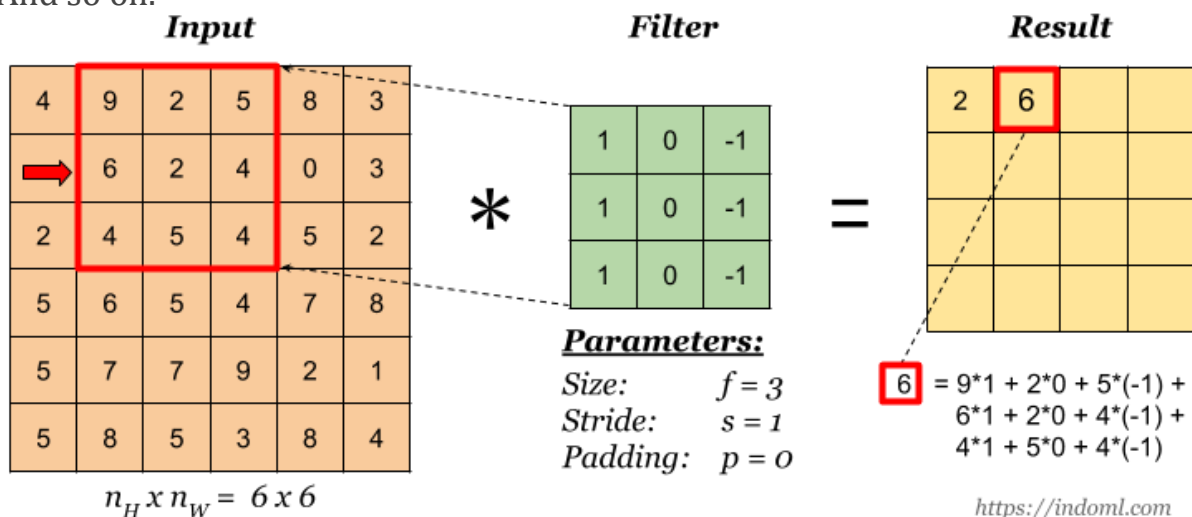 And so on.
Input Filter Result
4 9 2 5 8 3
6 2 4 0 3
2 4 5 4 5 2
5 6 5 4 7 8
5 7 7 9 2 1
5 8 5 3 8 4
n_H x n_W = 6 x 6
*
1 0 -1
1 0 -1
1 0 -1
Parameters:
Size: f = 3
Stride: s = 1
Padding: p = 0
=
2 6
6 = 9*1 + 2*0 + 5*(-1) +
6*1 + 2*0 + 4*(-1) +
4*1 + 5*0 + 4*(-1)
https://indoml.com